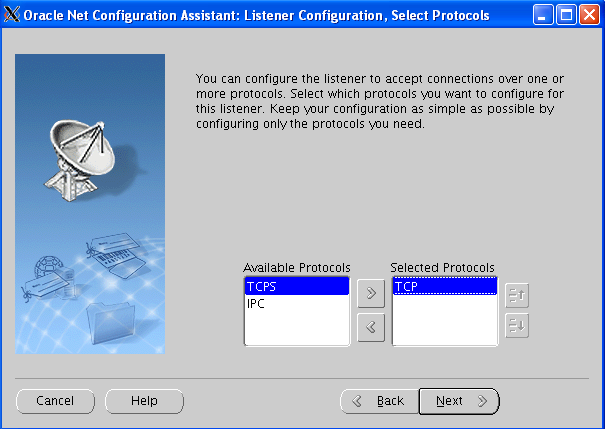 Oracle Net Configuration Assistant: Listener Configuration, Select Protocols
You can configure the listener to accept connections over one or
more protocols. Select which protocols you want to configure for
this listener. Keep your configuration as simple as possible by
configuring only the protocols you need.
Available Protocols
TCPS
IPC
Selected Protocols
TCP
Cancel
Help
Back
Next